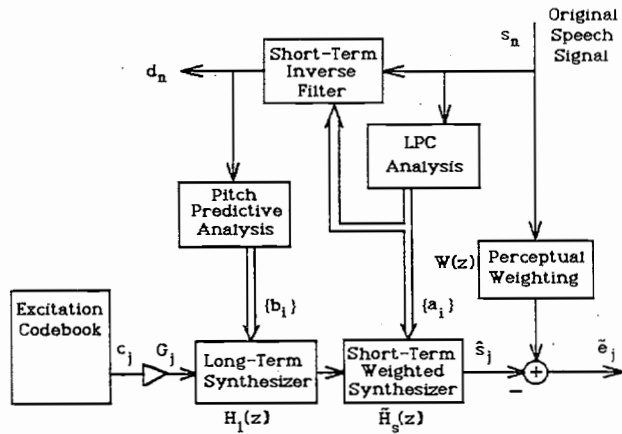 Original
Speech
Signal
s_n
d_n
Short-Term
Inverse
Filter
LPC
Analysis
Pitch
Predictive
Analysis
W(z)
Perceptual
Weighting
Excitation
Codebook
{b_i}
{a_i}
c_j
G_j
Long-Term
Synthesizer
Short-Term
Weighted
Synthesizer
ŝ_j
+
−
ẽ_j
H_l(z)
H̃_s(z)